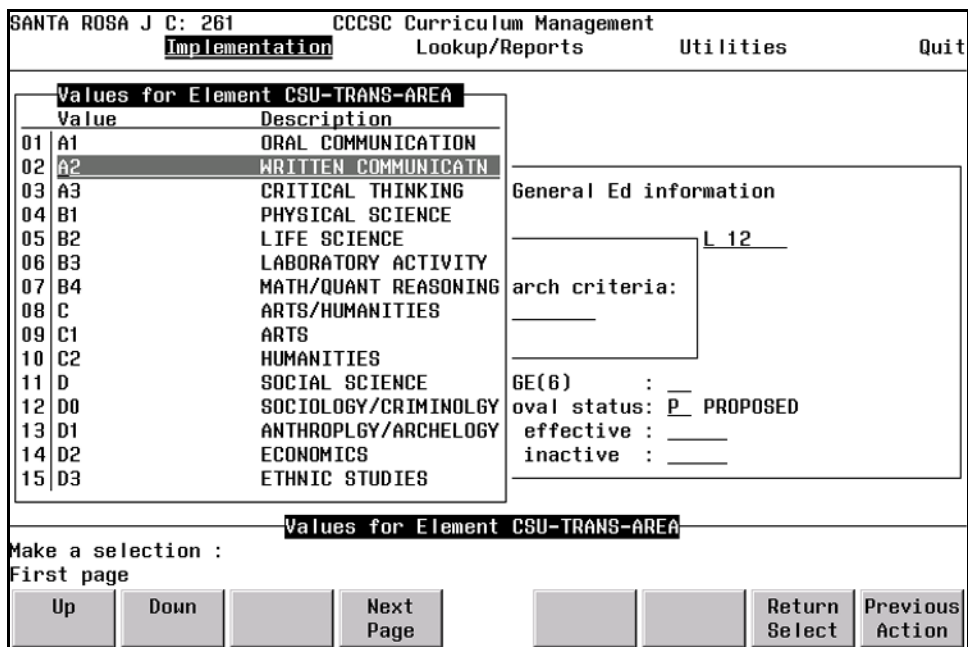 SANTA ROSA J C: 261 CCCSC Curriculum Management
Implementation Lookup/Reports Utilities Quit
Values for Element CSU-TRANS-AREA
Value Description
01 A1 ORAL COMMUNICATION
02 A2 WRITTEN COMMUNICATN
03 A3 CRITICAL THINKING General Ed information
04 B1 PHYSICAL SCIENCE
05 B2 LIFE SCIENCE L 12
06 B3 LABORATORY ACTIVITY
07 B4 MATH/QUANT REASONING arch criteria:
08 C ARTS/HUMANITIES
09 C1 ARTS
10 C2 HUMANITIES
11 D SOCIAL SCIENCE GE(6) : __
12 D0 SOCIOLOGY/CRIMINOLGY oval status: P PROPOSED
13 D1 ANTHROPLGY/ARCHELOGY effective : _____
14 D2 ECONOMICS inactive : _____
15 D3 ETHNIC STUDIES
Values for Element CSU-TRANS-AREA
Make a selection :
First page
Up Down Next Page Return Select Previous Action